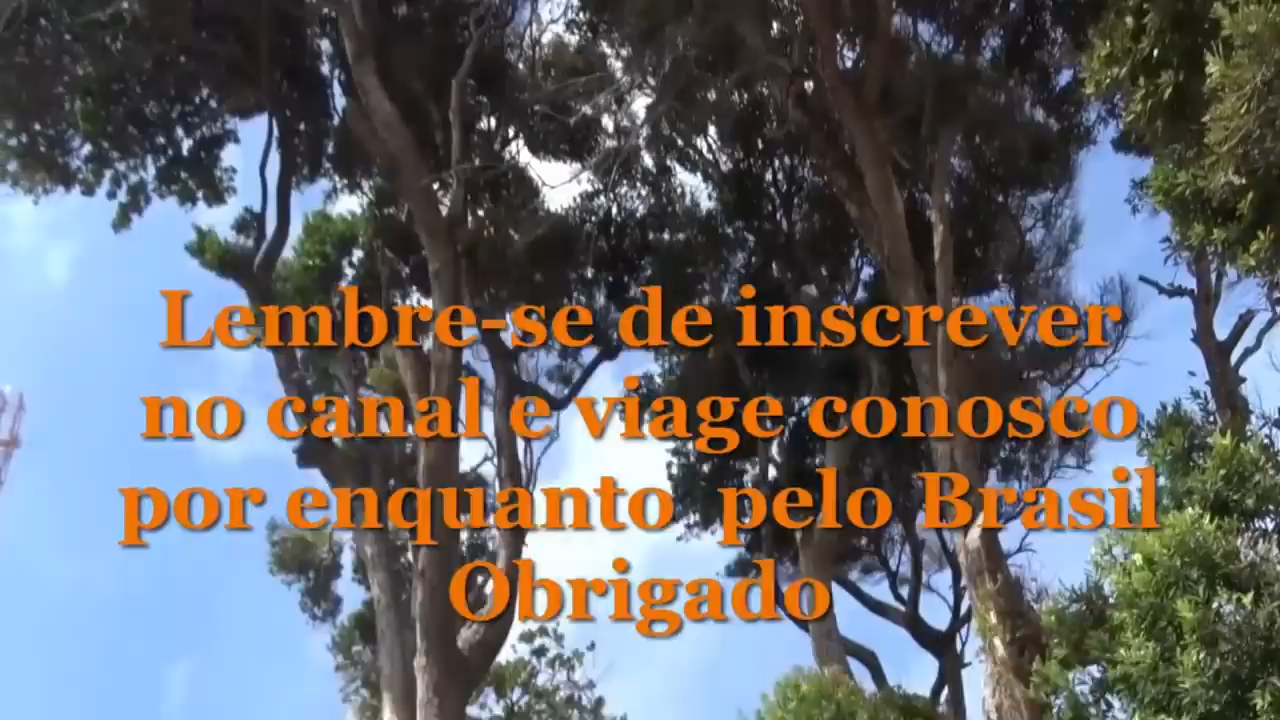 Lembre-se de inscrever
no canal e viage conosco
por enquanto pelo Brasil
Obrigado